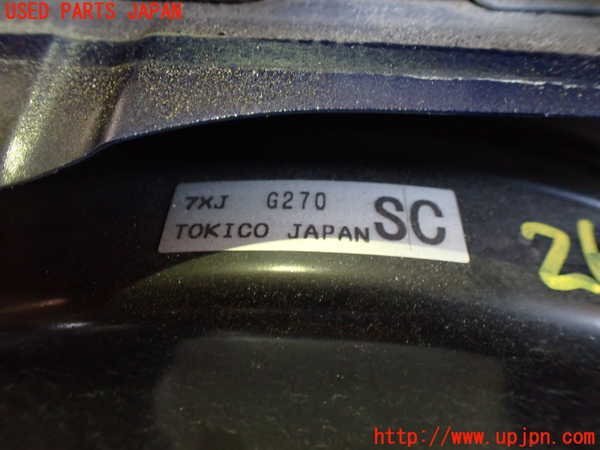 USED PARTS JAPAN
7XJ G270
TOKICO JAPAN SC
http://www.upjpn.com